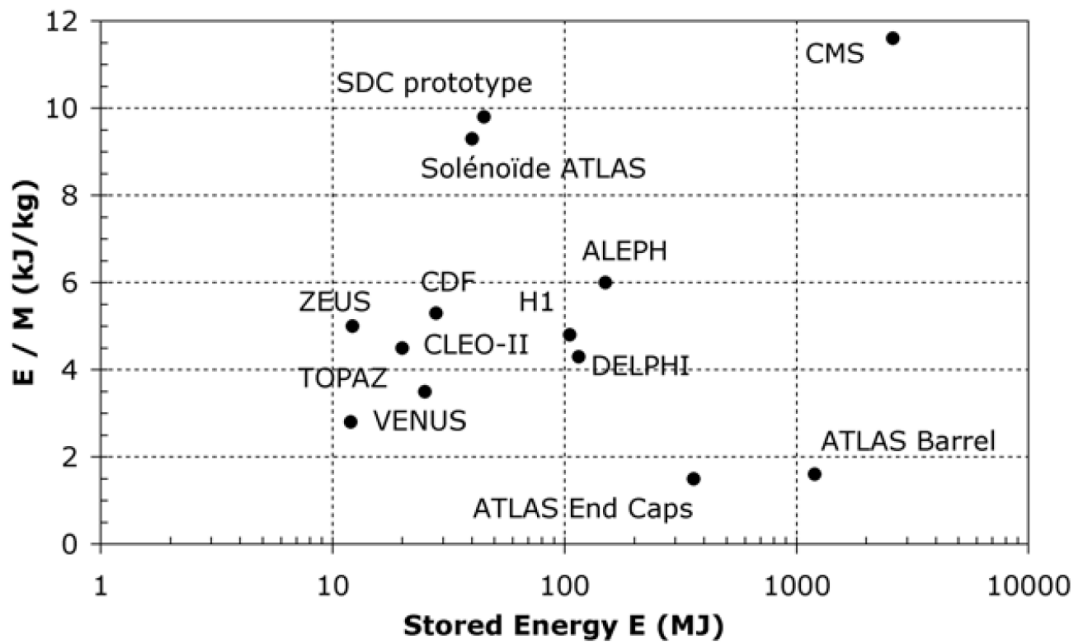 12
CMS
SDC prototype
10
Solénoïde ATLAS
8
E / M (kJ/kg)
ALEPH
6
CDF
ZEUS
H1
CLEO-II
4
DELPHI
TOPAZ
VENUS
2
ATLAS Barrel
ATLAS End Caps
0
1 10 100 1000 10000
Stored Energy E (MJ)